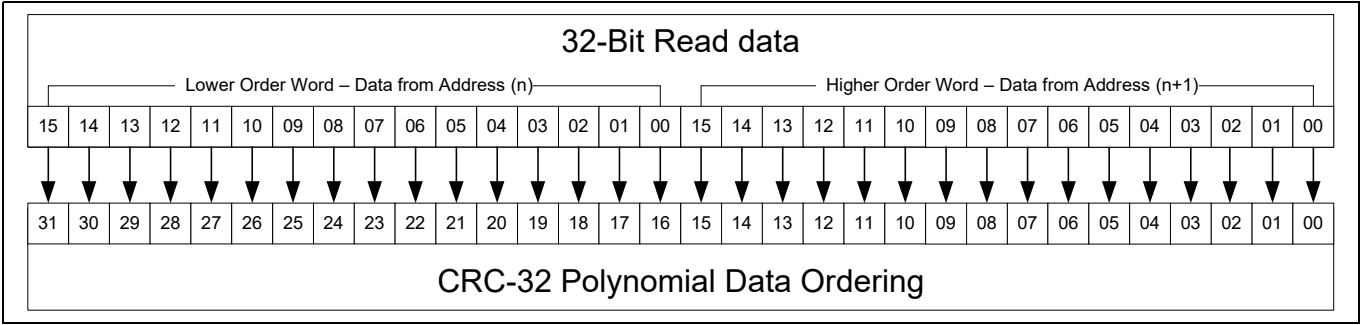 32-Bit Read data
Lower Order Word – Data from Address (n) Higher Order Word – Data from Address (n+1)
15 14 13 12 11 10 09 08 07 06 05 04 03 02 01 00 15 14 13 12 11 10 09 08 07 06 05 04 03 02 01 00
31 30 29 28 27 26 25 24 23 22 21 20 19 18 17 16 15 14 13 12 11 10 09 08 07 06 05 04 03 02 01 00
CRC-32 Polynomial Data Ordering